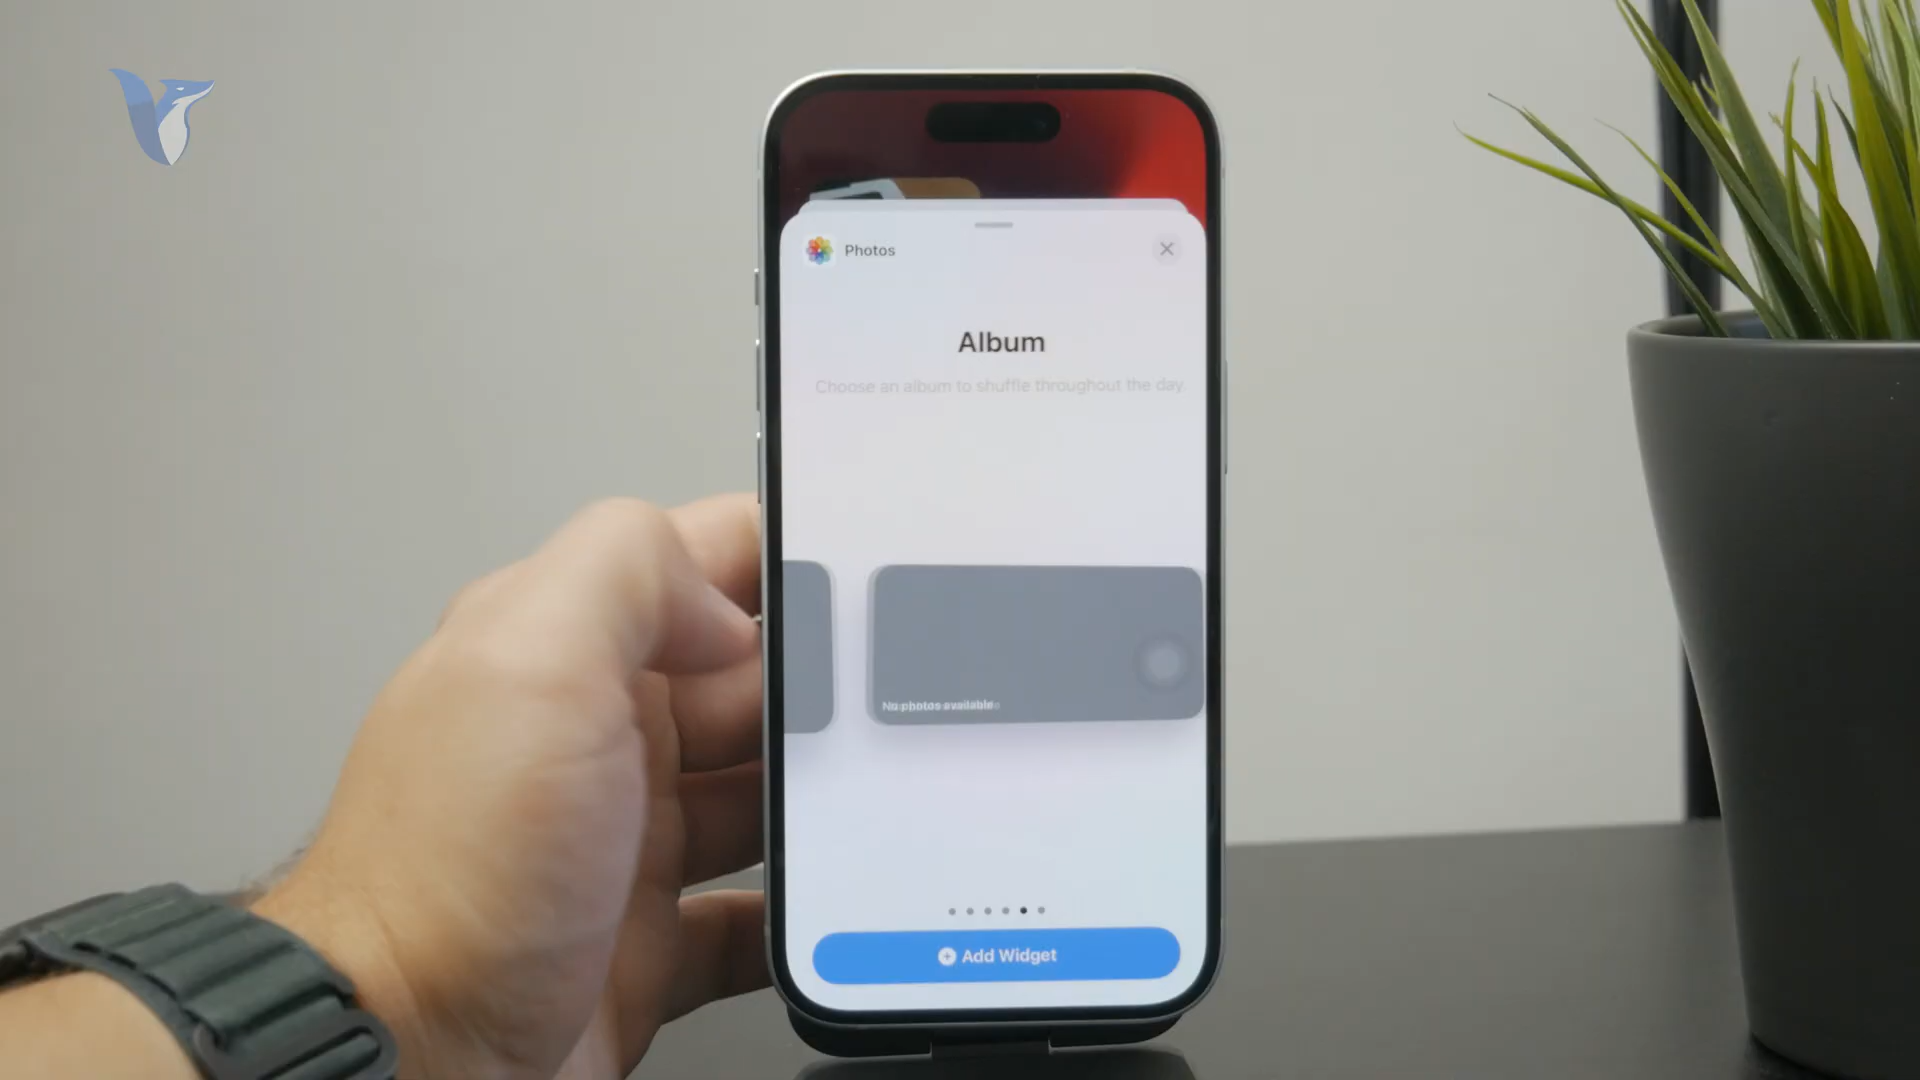 Photos
Album
Choose an album to shuffle throughout the day.
No photos available
Add Widget